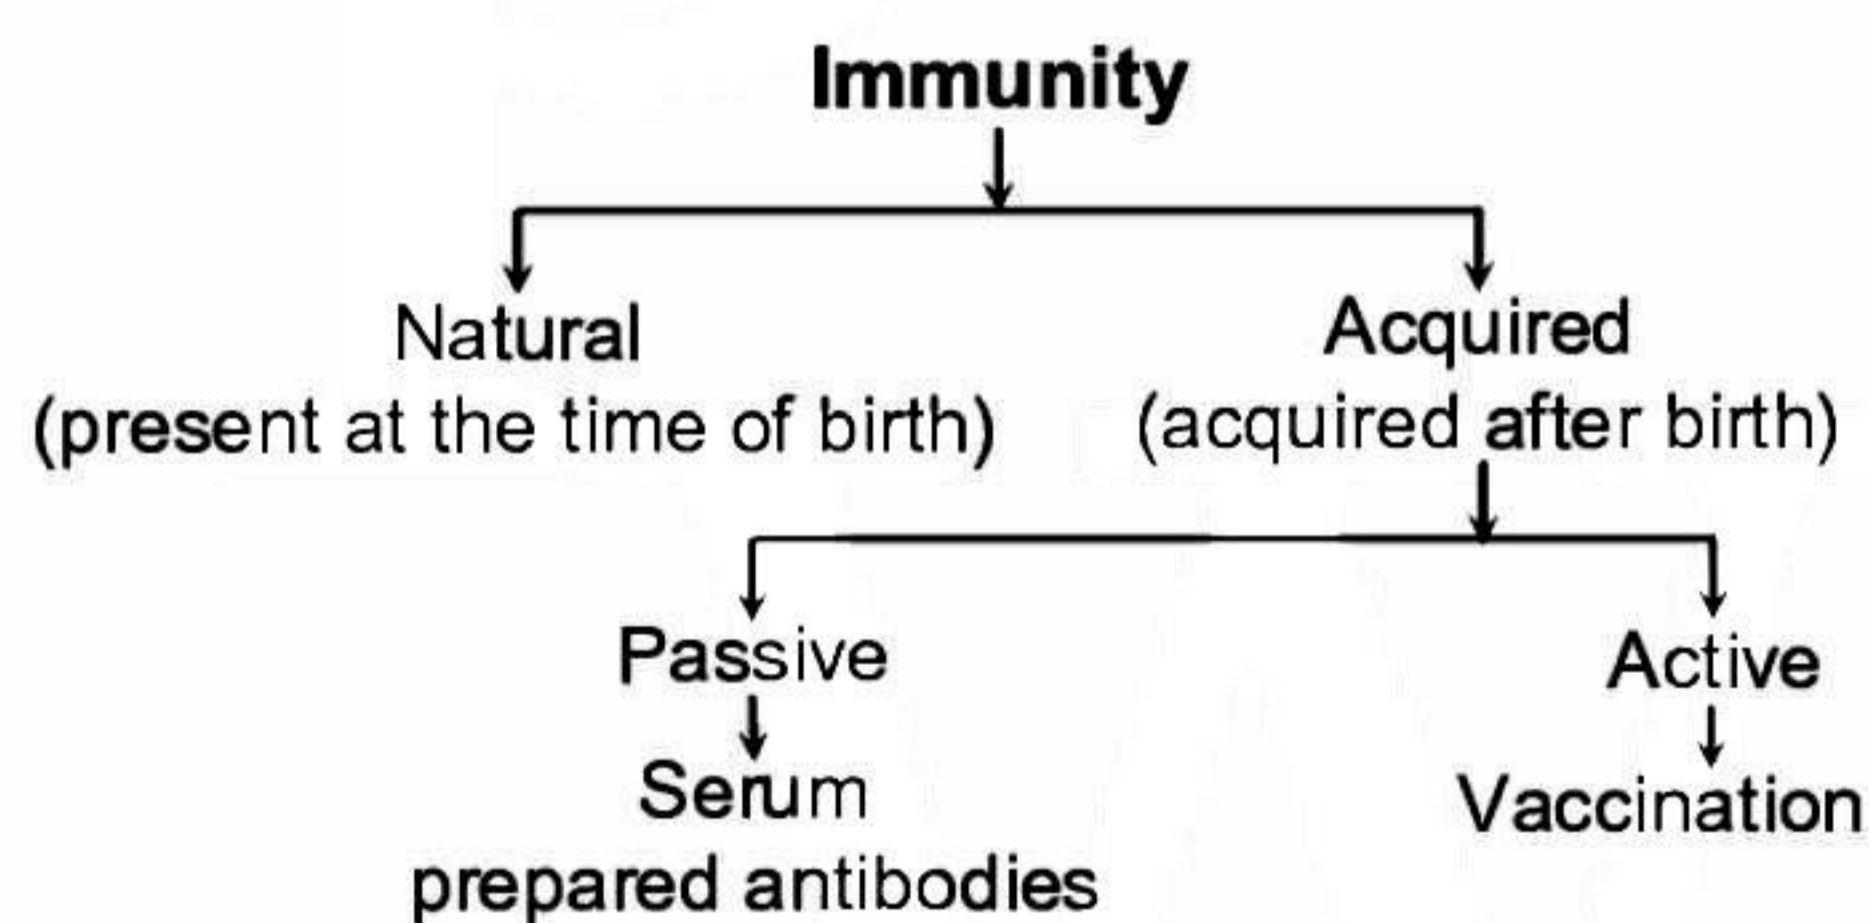 Immunity
Natural
Acquired
(present at the time of birth)
(acquired after birth)
Passive
Active
Serum
Vaccination
prepared antibodies